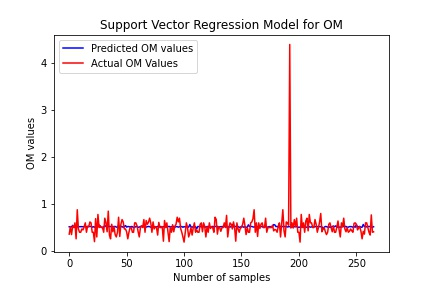 Support Vector Regression Model for OM
Predicted OM values
Actual OM Values
OM values
4
3
2
1
0
0 50 100 150 200 250
Number of samples